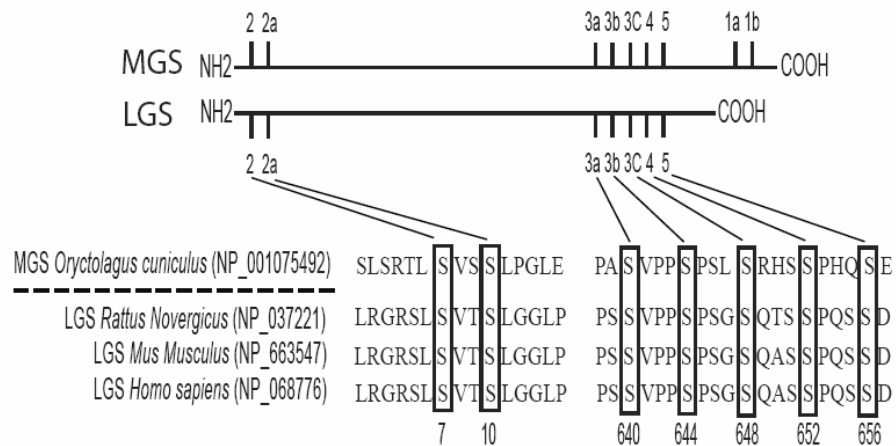 2 2a 3a 3b 3C 4 5 1a 1b
MGS NH2 COOH
LGS NH2 COOH
2 2a 3a 3b 3C 4 5
MGS Oryctolagus cuniculus (NP_001075492) SLSRTL S VS S LPGLE PA S VPP S PSL S RHS S PHQ S E
LGS Rattus Novergicus (NP_037221) LRGRSL S VT S LGGLP PS S VPP S PSG S QTS S PQS S D
LGS Mus Musculus (NP_663547) LRGRSL S VT S LGGLP PS S VPP S PSG S QAS S PQS S D
LGS Homo sapiens (NP_068776) LRGRSL S VT S LGGLP PS S VPP S PSG S QAS S PQS S D
7 10 640 644 648 652 656